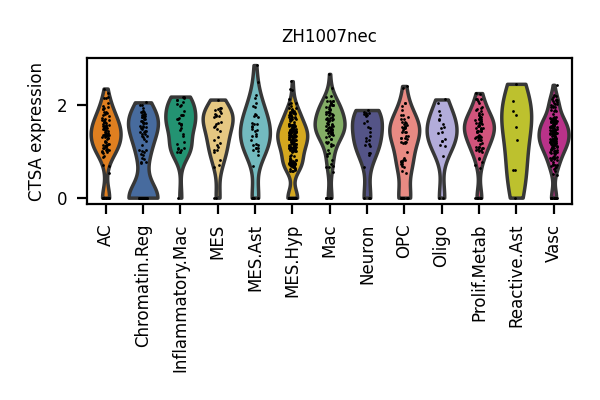 ZH1007nec
CTSA expression
2
0
AC
Chromatin.Reg
Inflammatory.Mac
MES
MES.Ast
MES.Hyp
Mac
Neuron
OPC
Oligo
Prolif.Metab
Reactive.Ast
Vasc